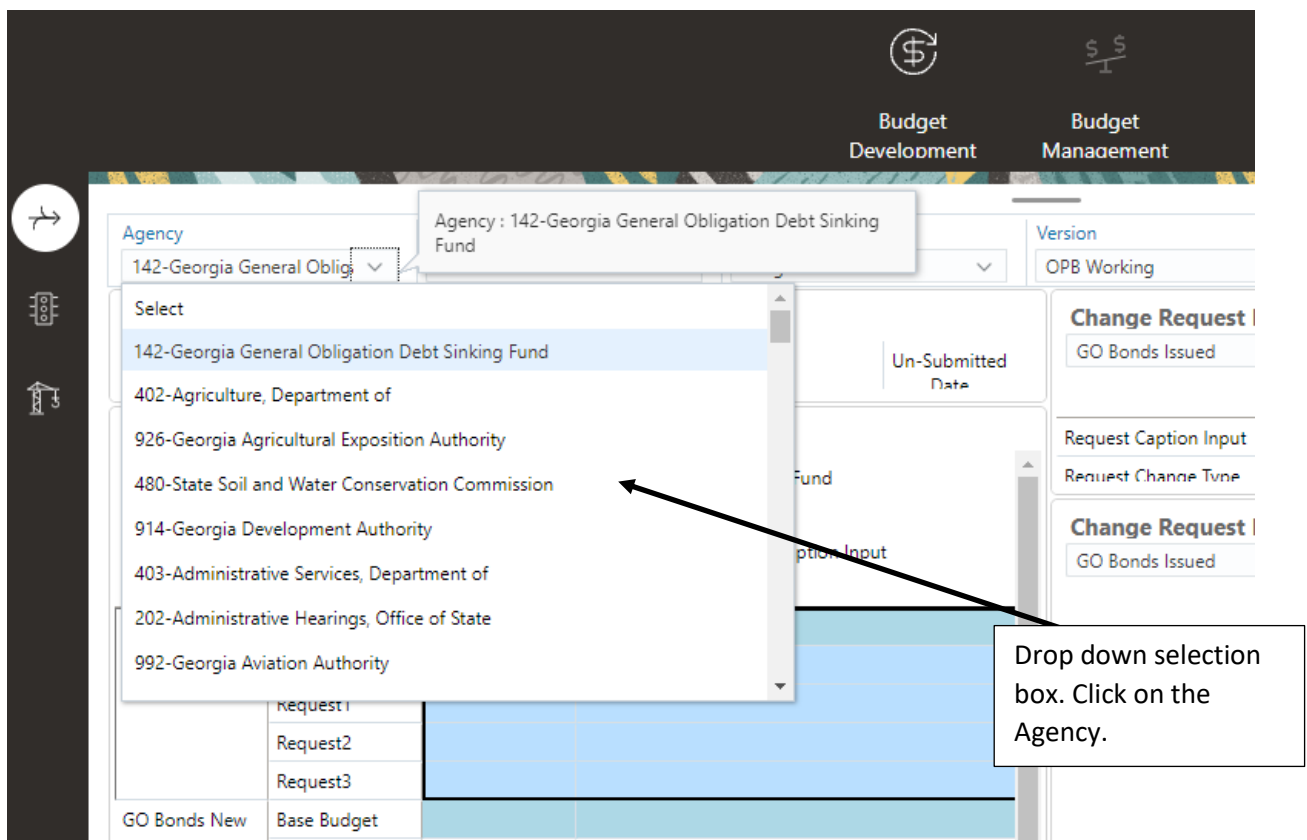 Budget
Development
Budget
Management
Agency
142-Georgia General Oblig
Agency : 142-Georgia General Obligation Debt Sinking
Fund
Version
OPB Working
Select
142-Georgia General Obligation Debt Sinking Fund
402-Agriculture, Department of
926-Georgia Agricultural Exposition Authority
480-State Soil and Water Conservation Commission
914-Georgia Development Authority
403-Administrative Services, Department of
202-Administrative Hearings, Office of State
992-Georgia Aviation Authority
Un-Submitted
Date
Fund
ption Input
Change Request
GO Bonds Issued
Request Caption Input
Request Change Type
Change Request
GO Bonds Issued
Drop down selection
box. Click on the
Agency.
Request1
Request2
Request3
GO Bonds New Base Budget